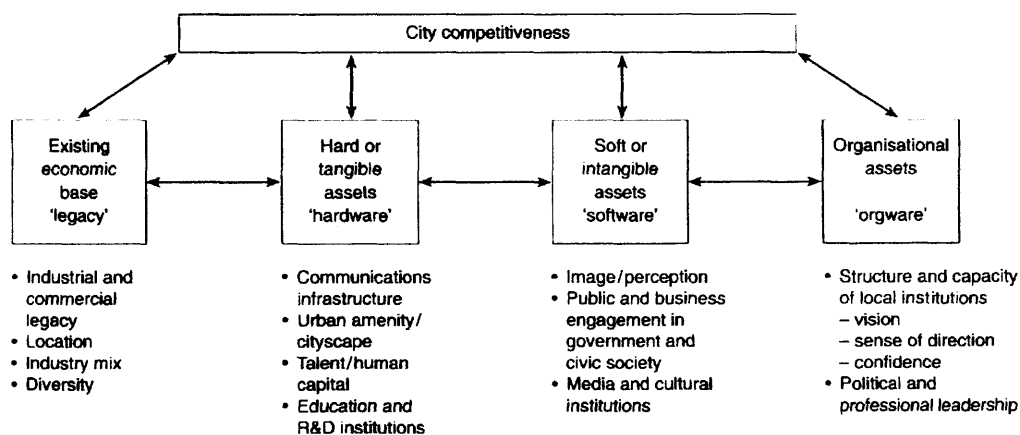 City competitiveness
Existing
economic
base
'legacy'
Hard or
tangible
assets
'hardware'
Soft or
intangible
assets
'software'
Organisational
assets
'orgware'
• Industrial and
commercial
legacy
• Location
• Industry mix
• Diversity
• Communications
infrastructure
• Urban amenity/
cityscape
• Talent/human
capital
• Education and
R&D institutions
• Image/perception
• Public and business
engagement in
government and
civic society
• Media and cultural
institutions
• Structure and capacity
of local institutions
– vision
– sense of direction
– confidence
• Political and
professional leadership